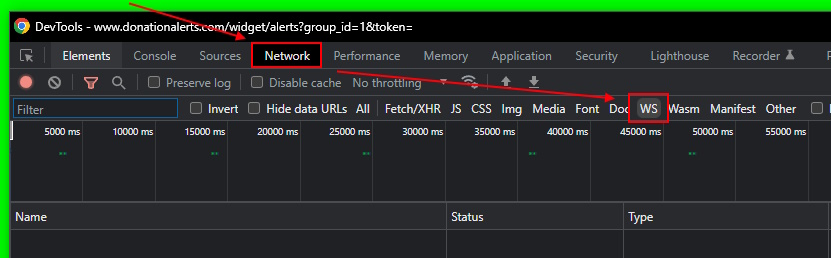 DevTools - www.donationalerts.com/widget/alerts?group_id=1&token=
Elements Console Sources Network Performance Memory Application Security Lighthouse Recorder
Preserve log Disable cache No throttling
Filter Invert Hide data URLs All Fetch/XHR JS CSS Img Media Font Doc WS Wasm Manifest Other
5000 ms 10000 ms 15000 ms 20000 ms 25000 ms 30000 ms 35000 ms 40000 ms 45000 ms 50000 ms 55000 ms
Name Status Type